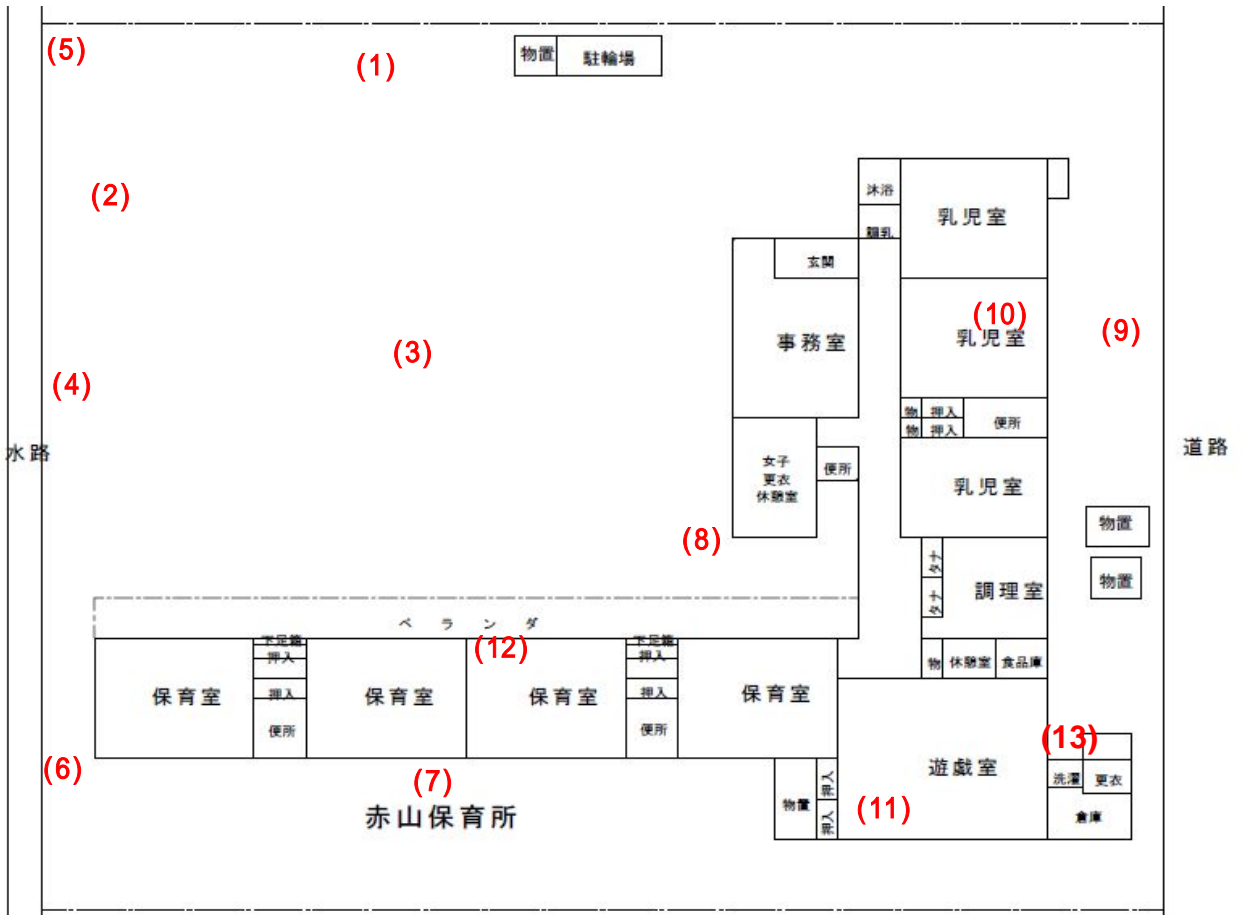 (5)
(1)
物置
駐輪場
(2)
沐浴
乳児室
調乳
玄関
(10)
(9)
事務室
乳児室
(3)
(4)
物
押入
便所
物
押入
水路
道路
女子
更衣
休憩室
便所
乳児室
(8)
物置
タナ
物置
タナ
調理室
ベランダ
(12)
下足箱
押入
下足箱
押入
物
休憩室
食品庫
保育室
押入
保育室
保育室
押入
保育室
便所
便所
(13)
(6)
(7)
遊戯室
洗濯
更衣
押入
物置
(11)
押入
倉庫
赤山保育所